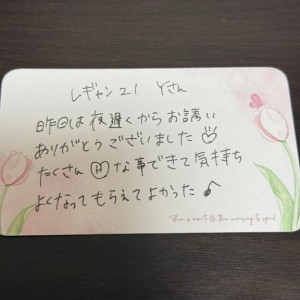 レギャン21 Yさん
昨日は夜遅くからお誘い
ありがとうございました♡
たくさんⒽな事できて気持ち
よくなってもらえてよかった♪